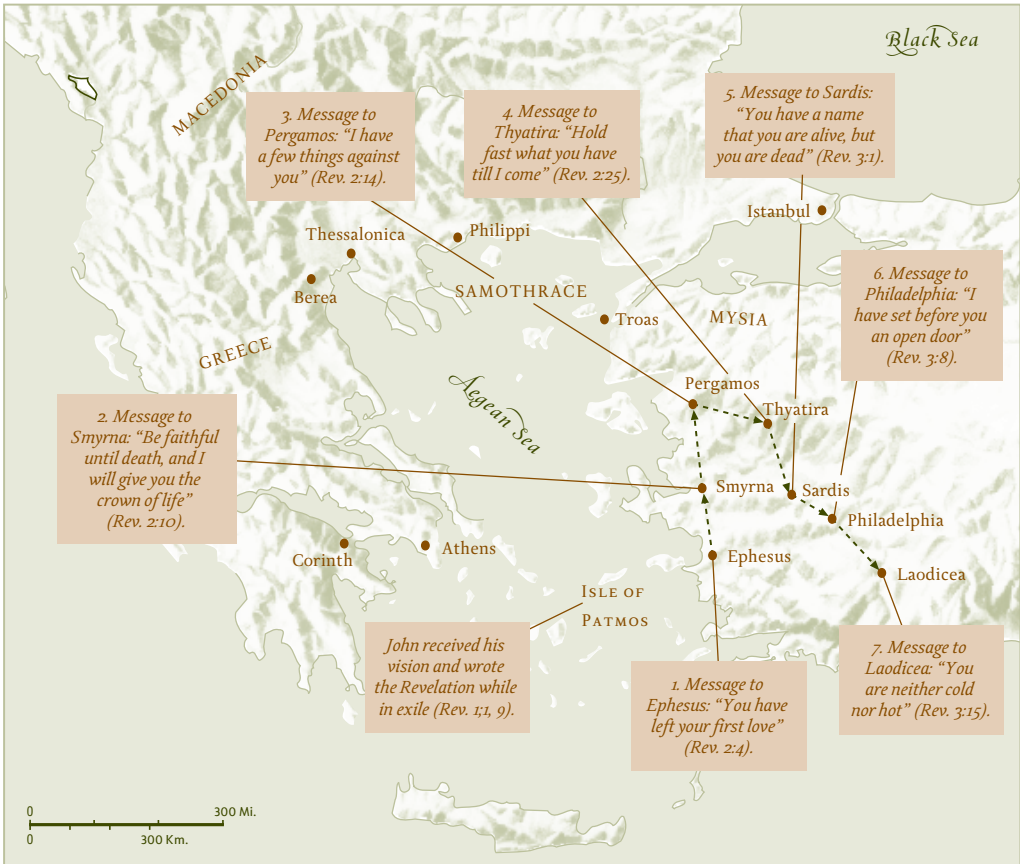 Black Sea
MACEDONIA
3. Message to
Pergamos: “I have
a few things against
you” (Rev. 2:14).
4. Message to
Thyatira: “Hold
fast what you have
till I come” (Rev. 2:25).
5. Message to Sardis:
“You have a name
that you are alive, but
you are dead” (Rev. 3:1).
Istanbul
Thessalonica
Philippi
Berea
SAMOTHRACE
Troas
MYSIA
6. Message to
Philadelphia: “I
have set before you
an open door”
(Rev. 3:8).
GREECE
Aegean Sea
Pergamos
Thyatira
2. Message to
Smyrna: “Be faithful
until death, and I
will give you the
crown of life”
(Rev. 2:10).
Smyrna
Sardis
Philadelphia
Corinth
Athens
Ephesus
Laodicea
Isle of
Patmos
John received his
vision and wrote
the Revelation while
in exile (Rev. 1;1, 9).
1. Message to
Ephesus: “You have
left your first love”
(Rev. 2:4).
7. Message to
Laodicea: “You
are neither cold
nor hot” (Rev. 3:15).
0 300 Mi.
0 300 Km.